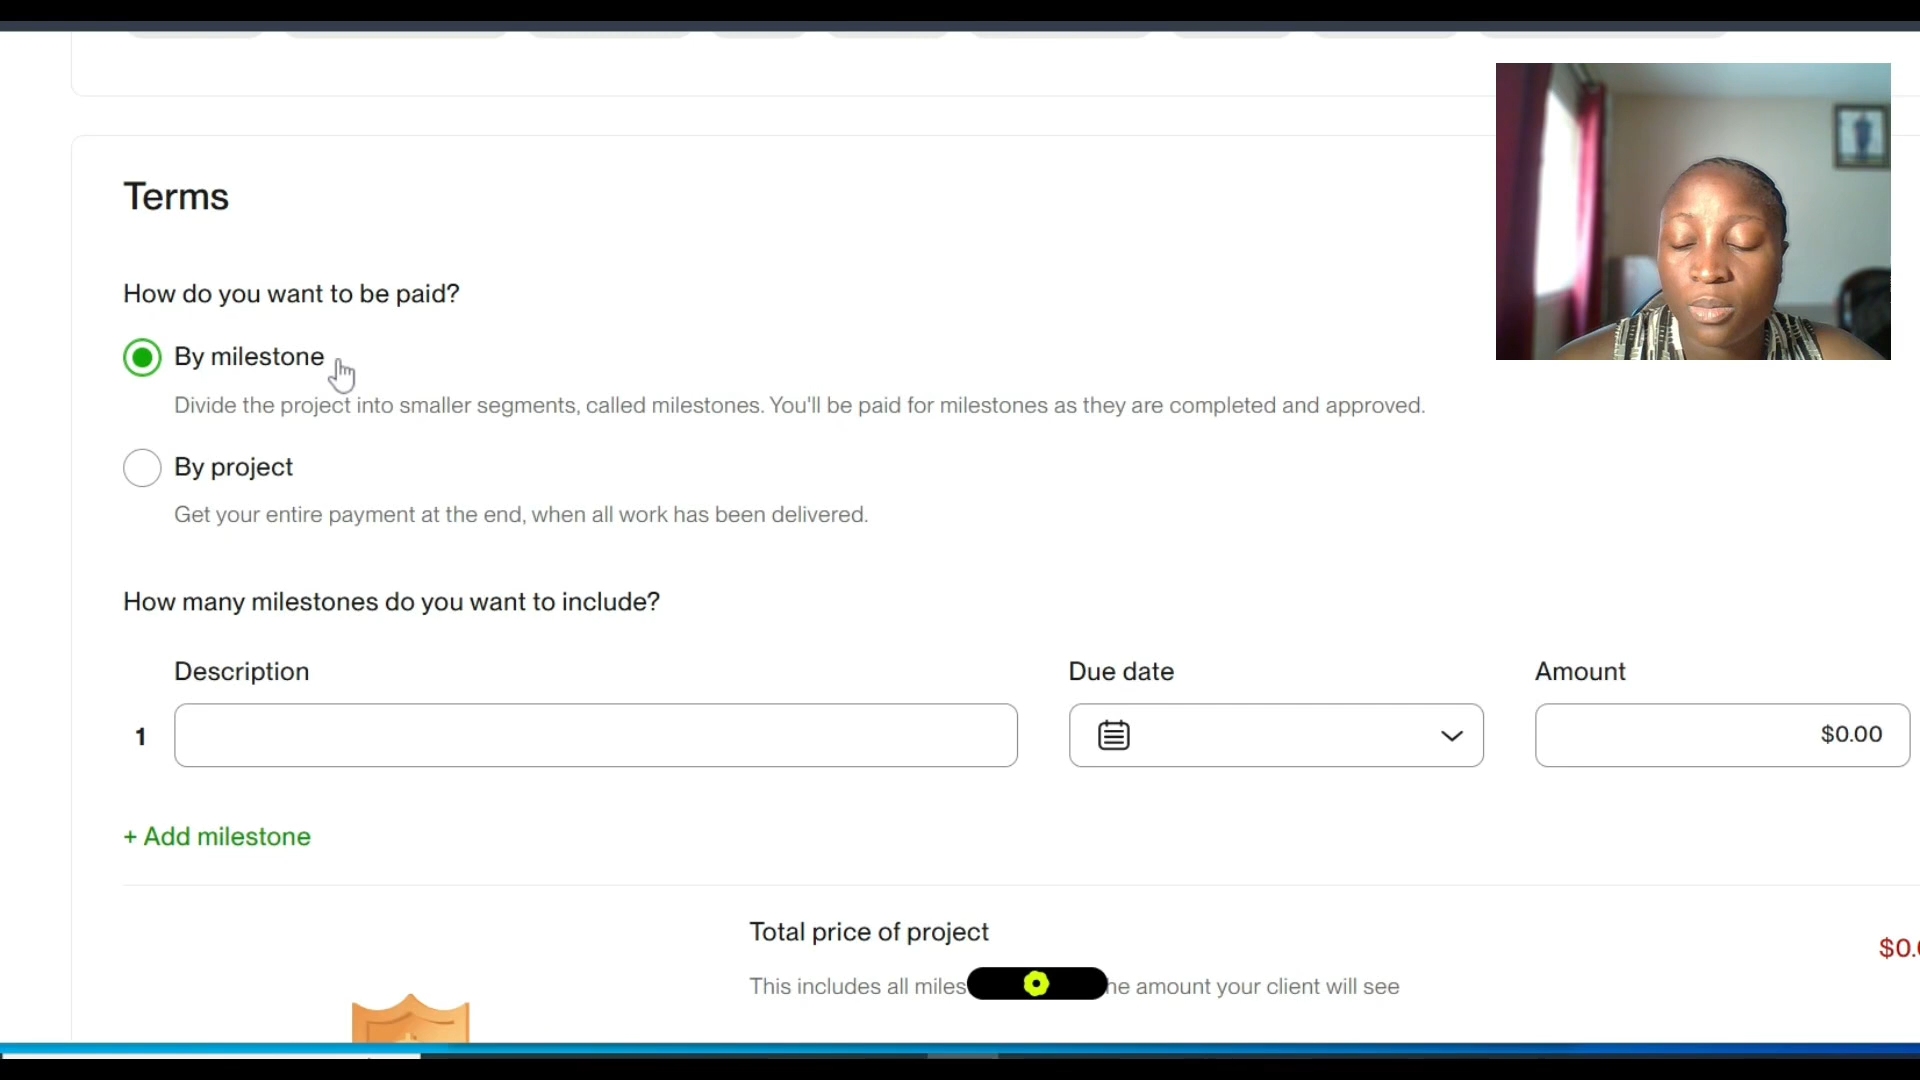 Terms
How do you want to be paid?
By milestone
Divide the project into smaller segments, called milestones. You'll be paid for milestones as they are completed and approved.
By project
Get your entire payment at the end, when all work has been delivered.
How many milestones do you want to include?
Description Due date Amount
1 $0.00
+ Add milestone
Total price of project
$0.
This includes all miles he amount your client will see